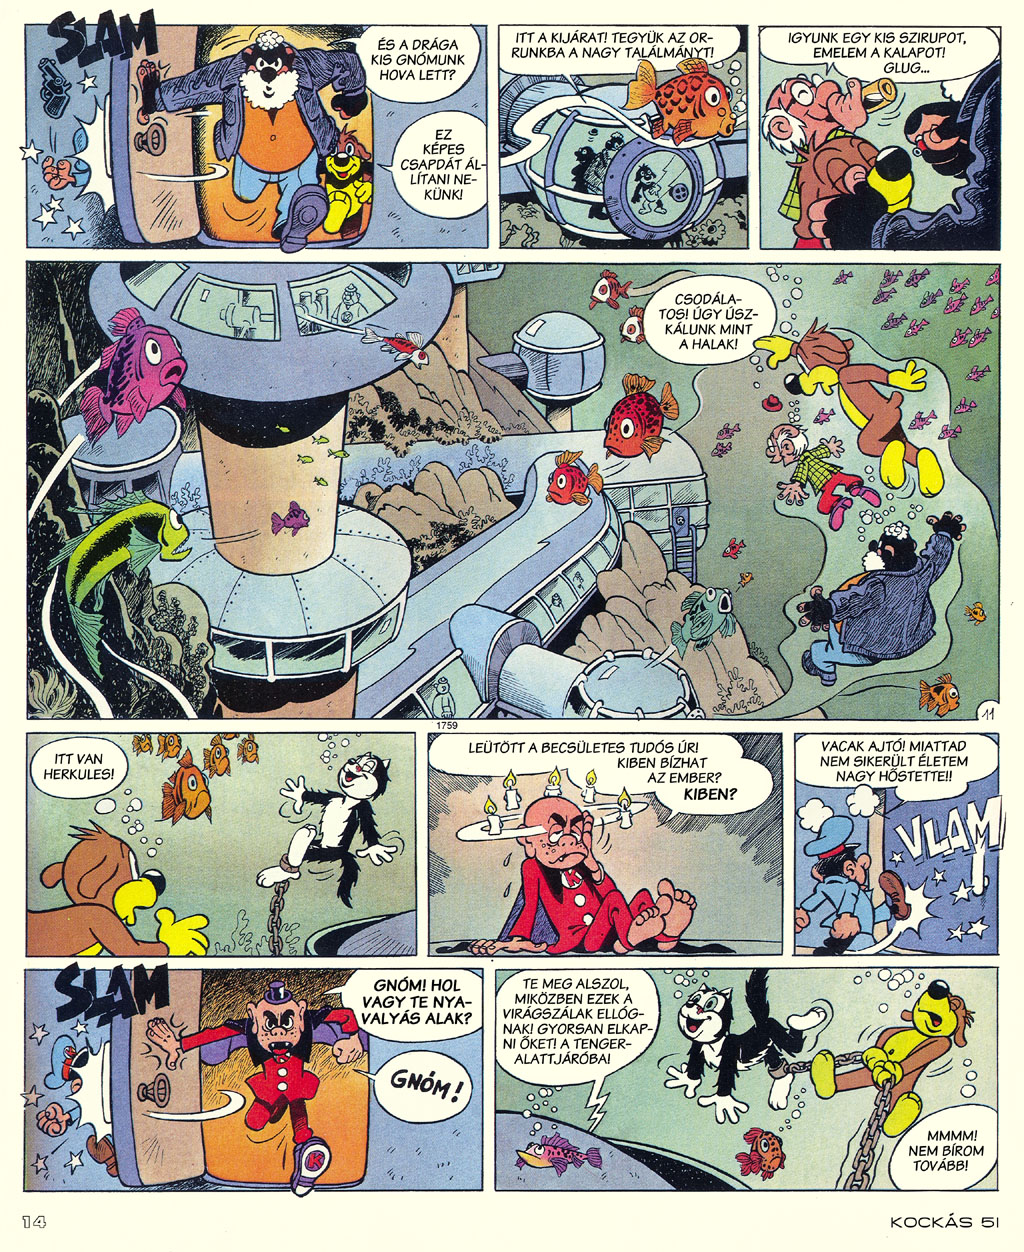 SLAM
ÉS A DRÁGA
KIS GNÓMUNK
HOVA LETT?
EZ
KÉPES
CSAPDÁT ÁL-
LÍTANI NE-
KÜNK!
ITT A KIJÁRAT! TEGYÜK AZ OR-
RUNKBA A NAGY TALÁLMÁNYT!
IGYUNK EGY KIS SZIRUPOT,
EMELEM A KALAPOT!
GLUG...
CSODÁLA-
TOS! ÚGY ÚSZ-
KÁLUNK MINT
A HALAK!
11
1759
ITT VAN
HERKULES!
LEÜTÖTT A BECSÜLETES TUDÓS ÚRI
KIBEN BÍZHAT
AZ EMBER?
KIBEN?
K
VACAK AJTÓ! MIATTAD
NEM SIKERÜLT ÉLETEM
NAGY HŐSTETTE!!
VLAM!
SLAM
GNÓM! HOL
VAGY TE NYA-
VALYÁS ALAK?
GNÓM!
K
TE MEG ALSZOL,
MIKÖZBEN EZEK A
VIRÁGSZÁLAK ELLÓG-
NAK! GYORSAN ELKAP-
NI ŐKET! A TENGER-
ALATTJÁRÓBA!
MMMM!
NEM BÍROM
TOVÁBB!
14
KOCKÁS 51